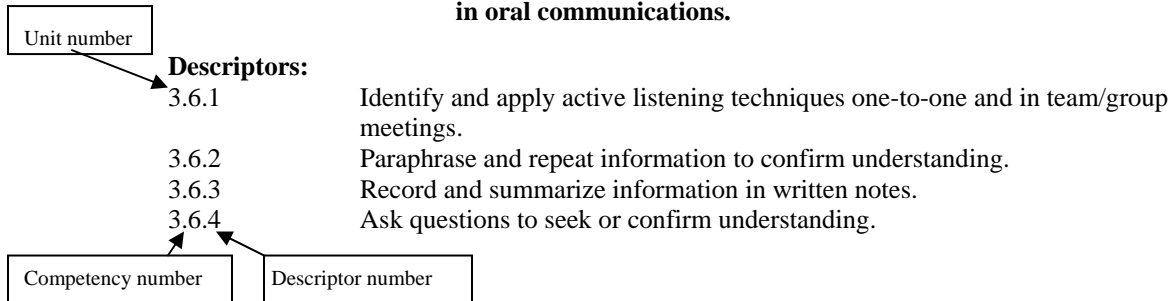 in oral communications.
Unit number
Descriptors:
3.6.1 Identify and apply active listening techniques one-to-one and in team/group
meetings.
3.6.2 Paraphrase and repeat information to confirm understanding.
3.6.3 Record and summarize information in written notes.
3.6.4 Ask questions to seek or confirm understanding.
Competency number Descriptor number